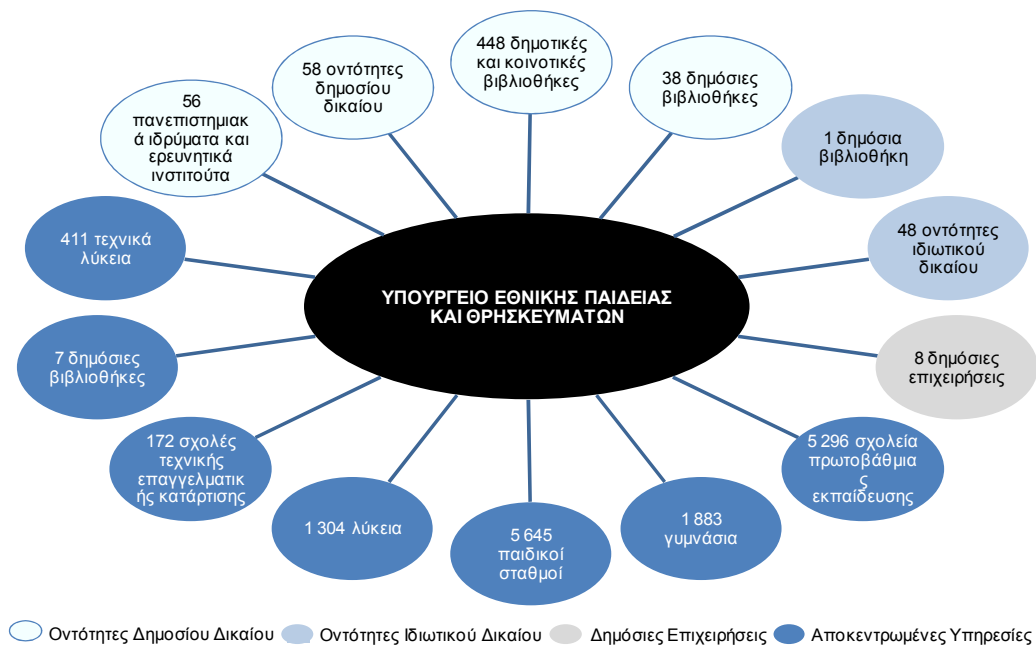 448 δημοτικές
και κοινοτικές
βιβλιοθήκες
58 οντότητες
δημοσίου
δικαίου
38 δημόσιες
βιβλιοθήκες
56
πανεπιστημιακ
ά ιδρύματα και
ερευνητικά
ινστιτούτα
1 δημόσια
βιβλιοθήκη
411 τεχνικά
λύκεια
48 οντότητες
ιδιωτικού
δικαίου
ΥΠΟΥΡΓΕΙΟ ΕΘΝΙΚΗΣ ΠΑΙΔΕΙΑΣ
ΚΑΙ ΘΡΗΣΚΕΥΜΑΤΩΝ
7 δημόσιες
βιβλιοθήκες
8 δημόσιες
επιχειρήσεις
172 σχολές
τεχνικής
επαγγελματικ
ής κατάρτισης
5 296 σχολεία
πρωτοβάθμια
ς
εκπαίδευσης
1 304 λύκεια
5 645
παιδικοί
σταθμοί
1 883
γυμνάσια
Οντότητες Δημοσίου Δικαίου
Οντότητες Ιδιωτικού Δικαίου
Δημόσιες Επιχειρήσεις
Αποκεντρωμένες Υπηρεσίες